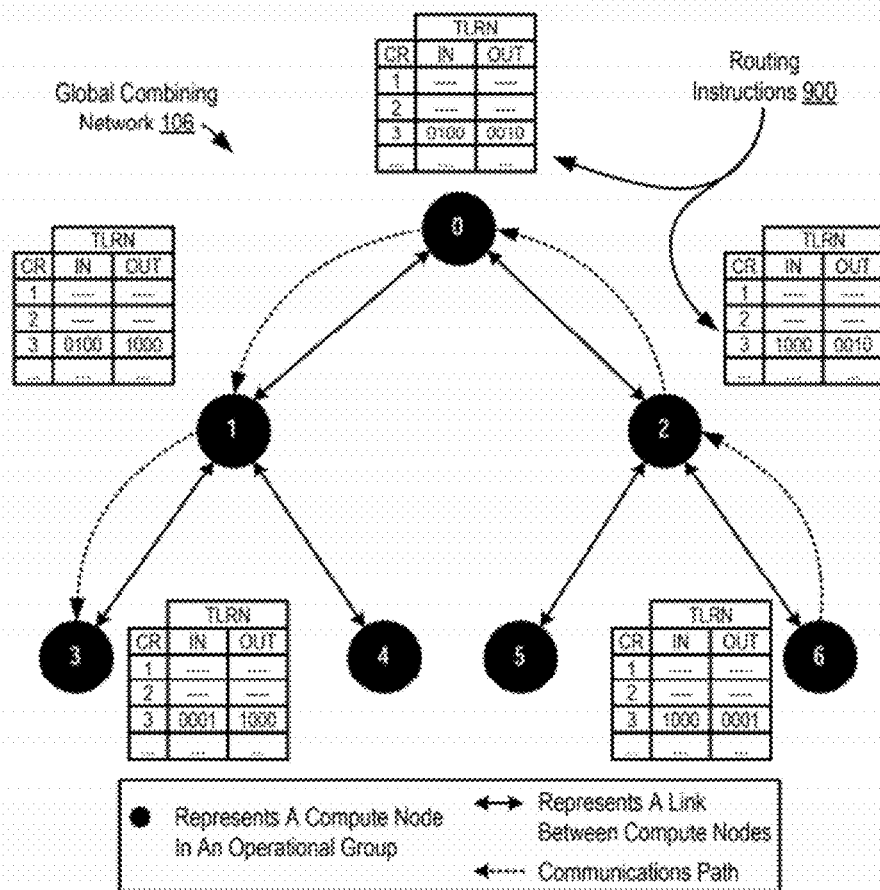 TLRN
CR IN OUT
1 ---- ----
2 ---- ----
3 0100 0010
... ... ...
Global Combining
Network 106
Routing
Instructions 900
0
TLRN
CR IN OUT
1 ---- ----
2 ---- ----
3 0100 1000
... ... ...
TLRN
CR IN OUT
1 ---- ----
2 ---- ----
3 1000 0010
... ... ...
1
2
3
TLRN
CR IN OUT
1 ---- ----
2 ---- ----
3 0001 1000
... ... ...
4
5
TLRN
CR IN OUT
1 ---- ----
2 ---- ----
3 1000 0001
... ... ...
6
Represents A Compute Node
In An Operational Group
Represents A Link
Between Compute Nodes
Communications Path